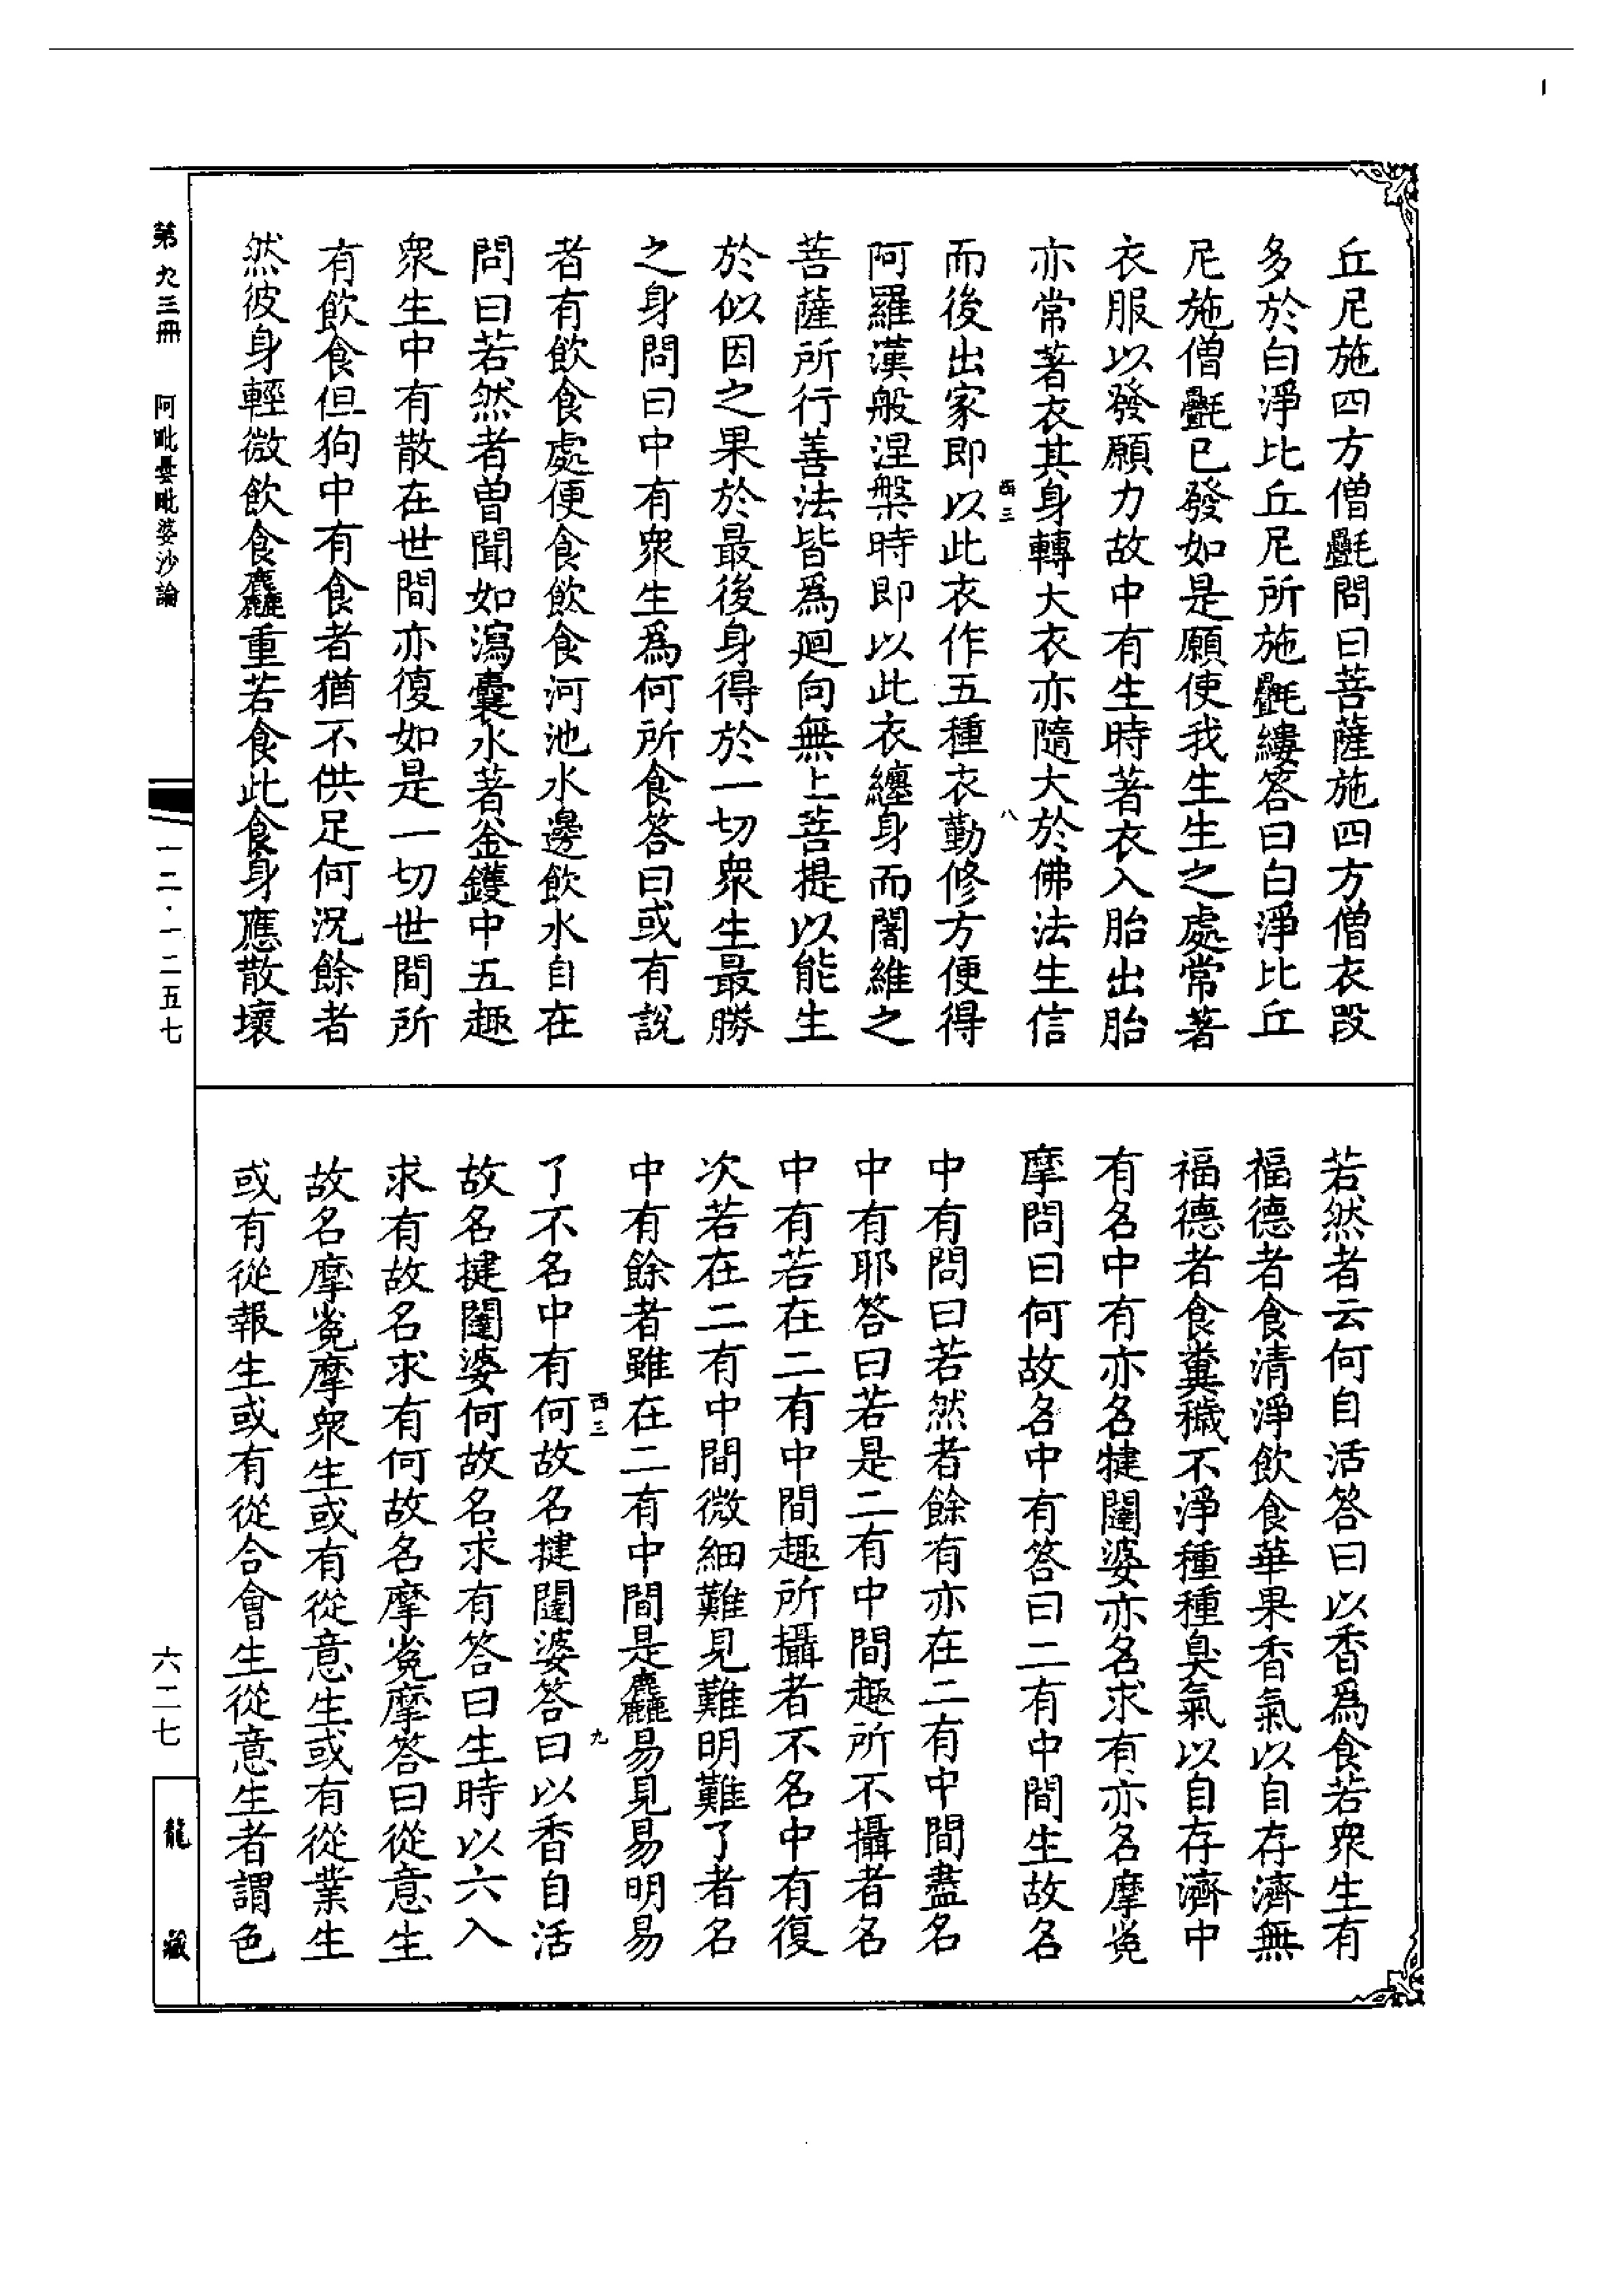 丘尼施四方僧氎問曰菩薩施四方僧衣段
多於白淨比丘尼所施氎縷答曰白淨比丘
尼施僧氎已發如是願使我生生之處常著
衣服以發願力故中有生時著衣入胎出胎
亦常著衣其身轉大衣亦隨大於佛法生信
而後出家即以此衣作五種衣勤修方便得
阿羅漢般涅槃時即以此衣纏身而闍維之
菩薩所行善法皆為廻向無上菩提以能生
於似因之果於最後身得於一切衆生最勝
之身問曰中有衆生為何所食答曰或有說
者有飲食處便食飲食河池水邊飲水自在
問曰若然者曾聞如瀉囊水著釜鑊中五趣
衆生中有散在世間亦復如是一切世間所
有飲食但狗中有食者猶不供足何況餘者
然彼身輕微飲食麤重若食此食身應散壞
若然者云何自活答曰以香為食若衆生有
福德者食清淨飲食華果香氣以自存濟無
福德者食糞穢不淨種種臭氣以自存濟中
有名中有亦名揵闥婆亦名求有亦名摩㝹
摩問曰何故名中有答曰二有中間生故名
中有問曰若然者餘有亦在二有中間盡名
中有耶答曰若是二有中間趣所不攝者名
中有若在二有中間趣所攝者不名中有復
次若在二有中間微細難見難明難了者名
中有餘者雖在二有中間是麤易見易明易
了不名中有何故名揵闥婆答曰以香自活
故名揵闥婆何故名求有答曰生時以六入
求有故名求有何故名摩㝹摩答曰從意生
故名摩㝹摩衆生或有從意生或有從業生
或有從報生或有從合會生從意生者謂色
西三
八
西三
九
第九三冊 阿毗曇毗婆沙論
一二·一二五七
六二七
龍藏